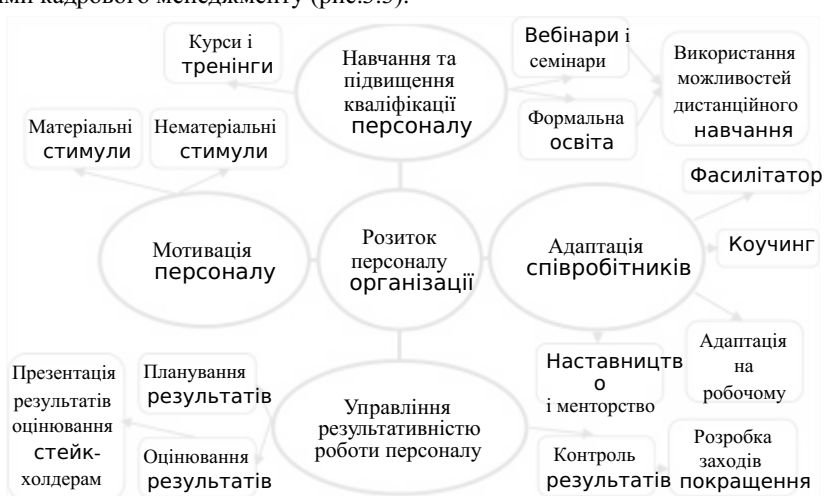 ими кадрового менеджменту (рис.3.3).
Курси і
тренінги
Навчання та
підвищення
кваліфікації
персоналу
Вебінари і
семінари
Формальна
освіта
Використання
можливостей
дистанційного
навчання
Матеріальні
стимули
Нематеріальні
стимули
Фасилітатор
Мотивація
персоналу
Розиток
персоналу
організації
Адаптація
співробітників
Коучинг
Адаптація
на
робочому
Наставництв
о
і менторство
Презентація
результатів
оцінювання
стейк-
холдерам
Планування
результатів
Оцінювання
результатів
Управління
результативністю
роботи персоналу
Контроль
результатів
Розробка
заходів
покращення